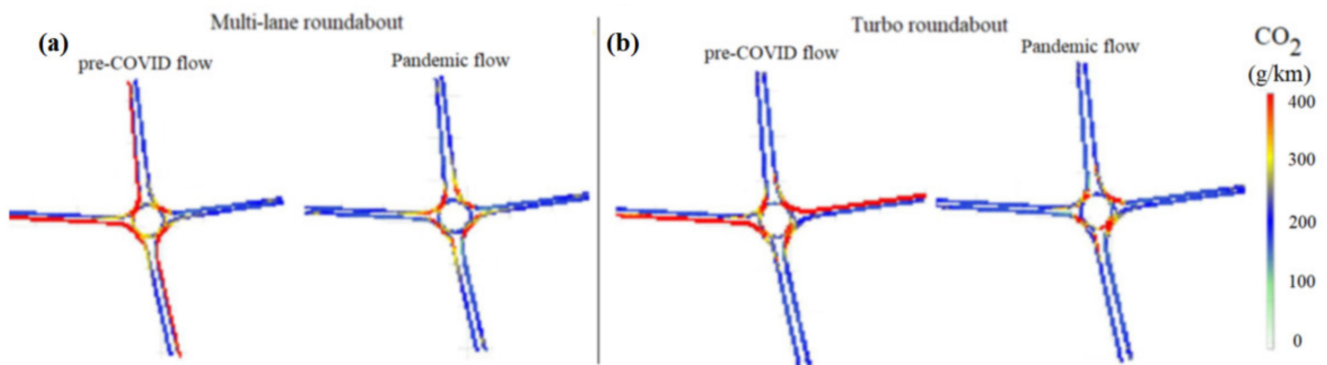 Multi-lane roundabout
(a)
pre-COVID flow
Pandemic flow
Turbo roundabout
(b)
pre-COVID flow
Pandemic flow
CO₂
(g/km)
400
300
200
100
0